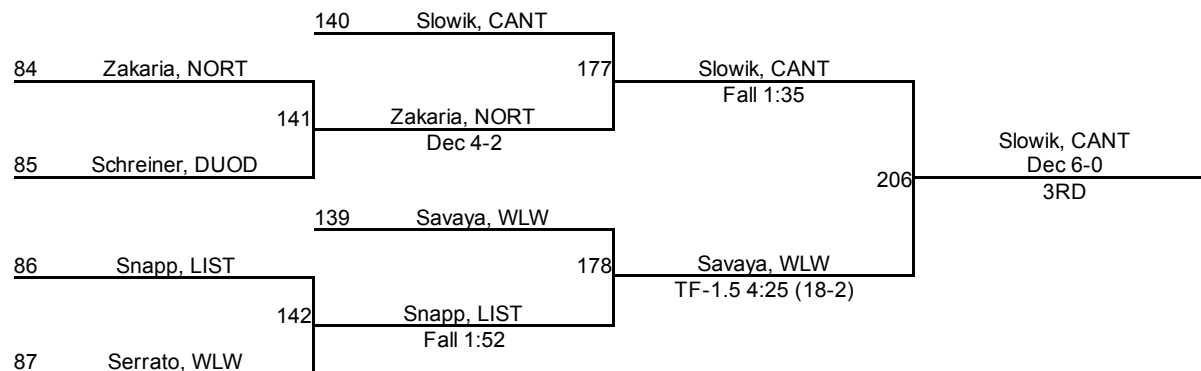 140 Slowik, CANT
84 Zakaria, NORT
177 Slowik, CANT
Fall 1:35
141 Zakaria, NORT
Dec 4-2
85 Schreiner, DUOD
206 Slowik, CANT
Dec 6-0
3RD
139 Savaya, WLW
86 Snapp, LIST
178 Savaya, WLW
TF-1.5 4:25 (18-2)
142 Snapp, LIST
Fall 1:52
87 Serrato, WLW